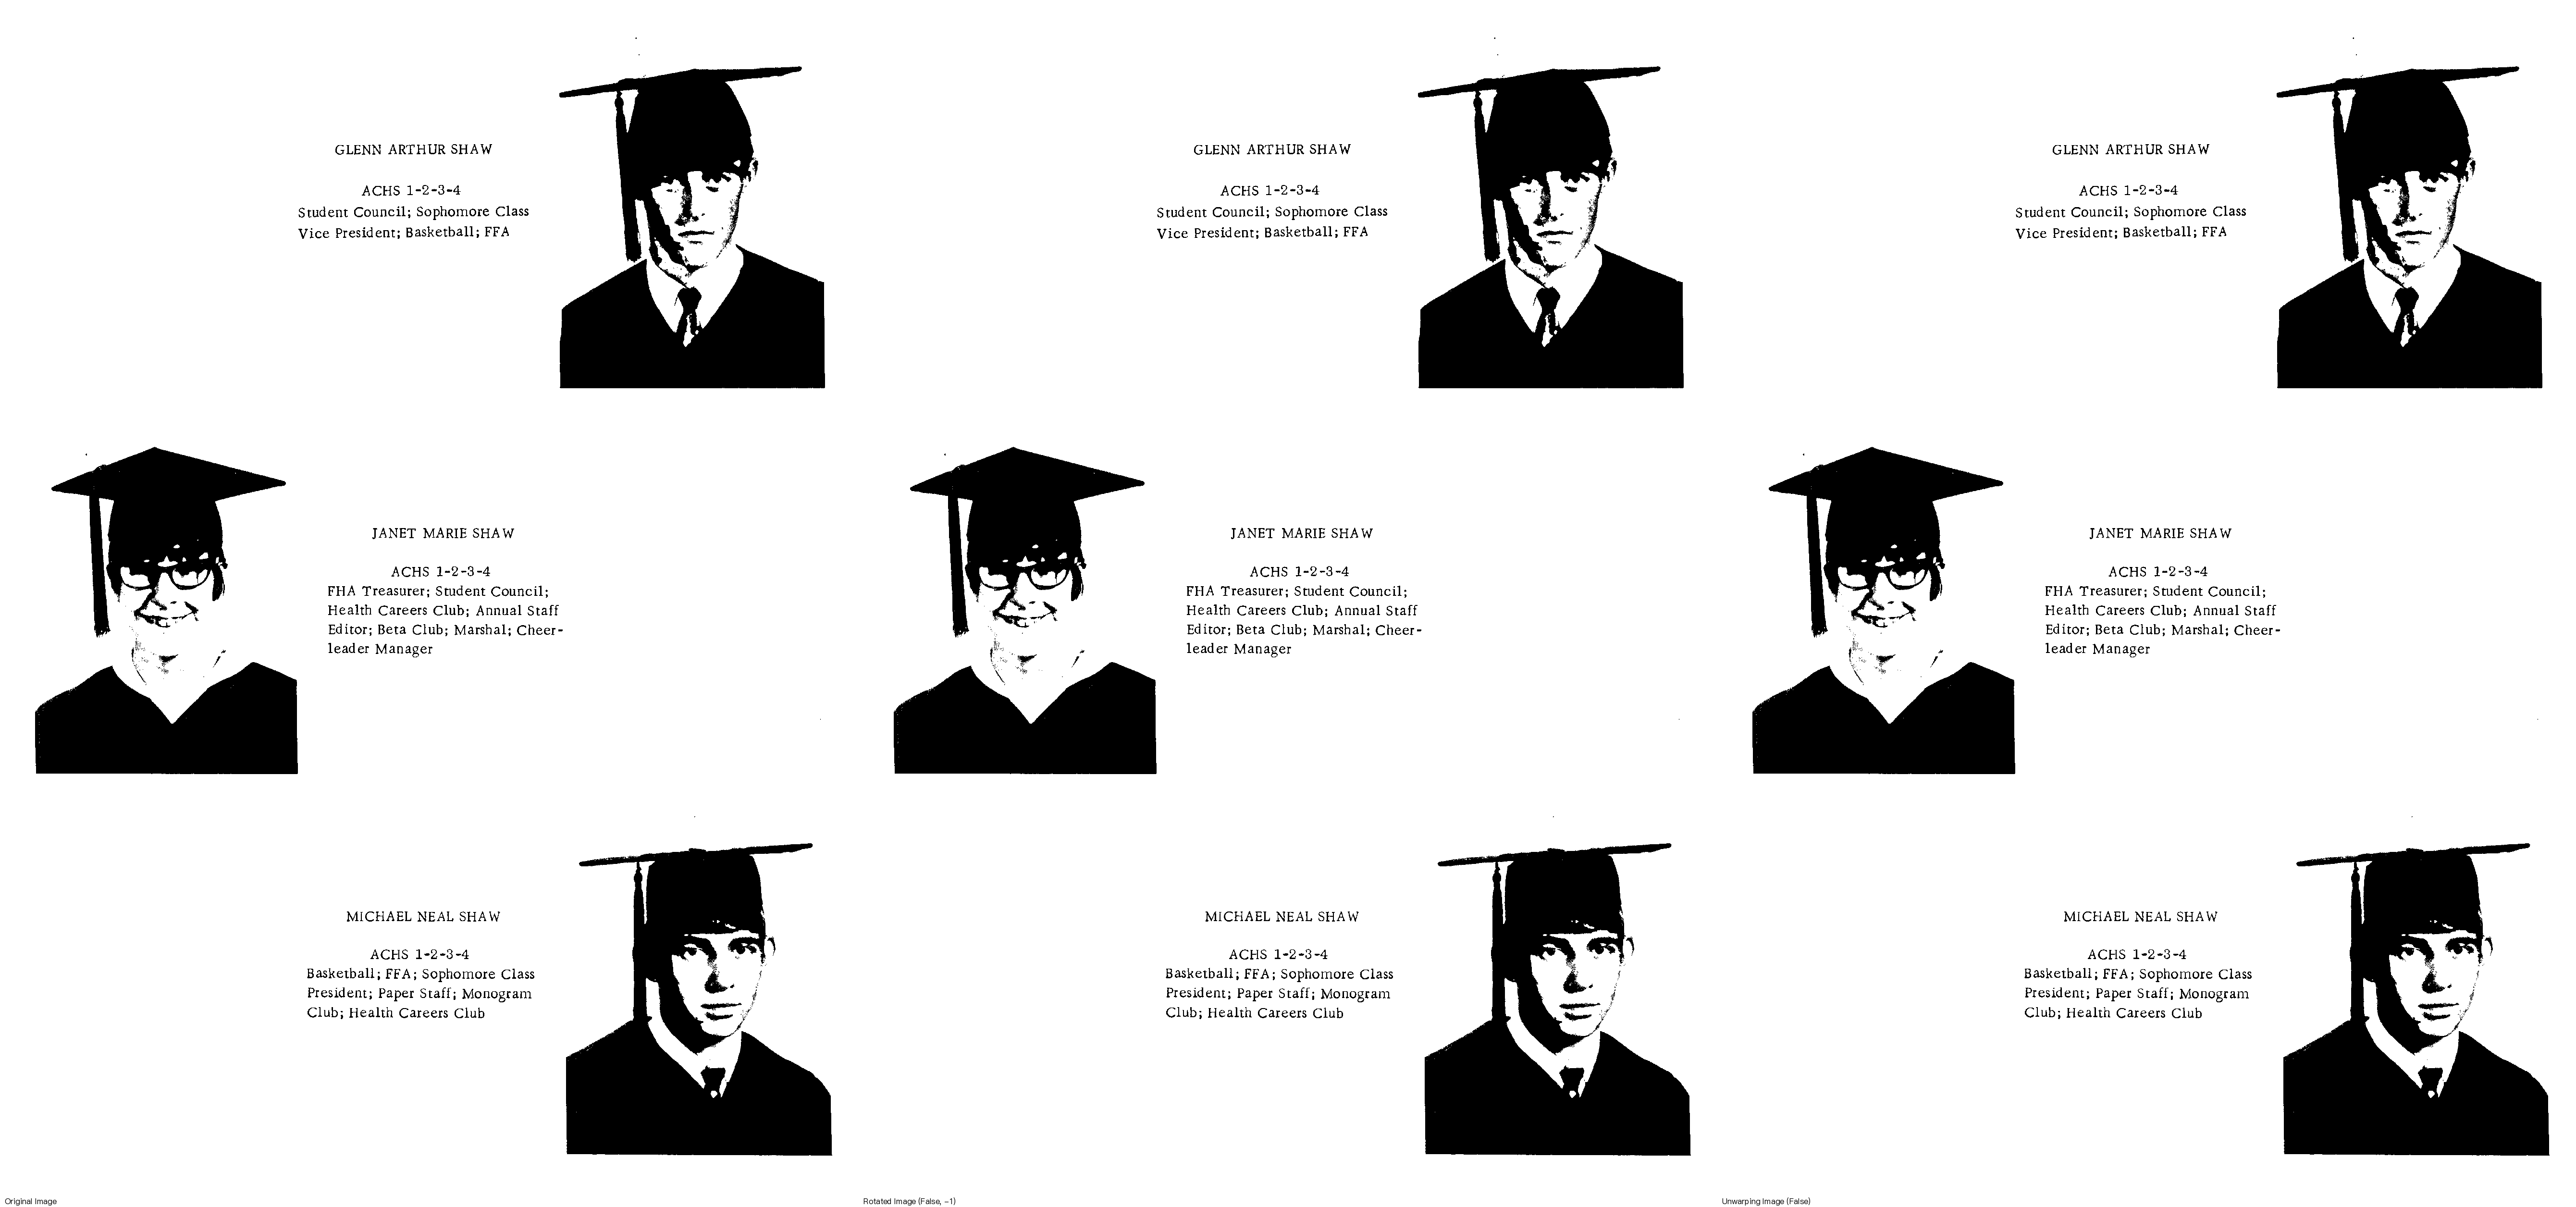 GLENN ARTHUR SHAW
ACHS 1-2-3-4
Student Council; Sophomore Class
Vice President; Basketball; FFA
JANET MARIE SHAW
ACHS 1-2-3-4
FHA Treasurer; Student Council;
Health Careers Club; Annual Staff
Editor; Beta Club; Marshal; Cheer-
leader Manager
MICHAEL NEAL SHAW
ACHS 1-2-3-4
Basketball; FFA; Sophomore Class
President; Paper Staff; Monogram
Club; Health Careers Club
Original Image
GLENN ARTHUR SHAW
ACHS 1-2-3-4
Student Council; Sophomore Class
Vice President; Basketball; FFA
JANET MARIE SHAW
ACHS 1-2-3-4
FHA Treasurer; Student Council;
Health Careers Club; Annual Staff
Editor; Beta Club; Marshal; Cheer-
leader Manager
MICHAEL NEAL SHAW
ACHS 1-2-3-4
Basketball; FFA; Sophomore Class
President; Paper Staff; Monogram
Club; Health Careers Club
Rotated Image (False, -1)
GLENN ARTHUR SHAW
ACHS 1-2-3-4
Student Council; Sophomore Class
Vice President; Basketball; FFA
JANET MARIE SHAW
ACHS 1-2-3-4
FHA Treasurer; Student Council;
Health Careers Club; Annual Staff
Editor; Beta Club; Marshal; Cheer-
leader Manager
MICHAEL NEAL SHAW
ACHS 1-2-3-4
Basketball; FFA; Sophomore Class
President; Paper Staff; Monogram
Club; Health Careers Club
Unwarping Image (False)